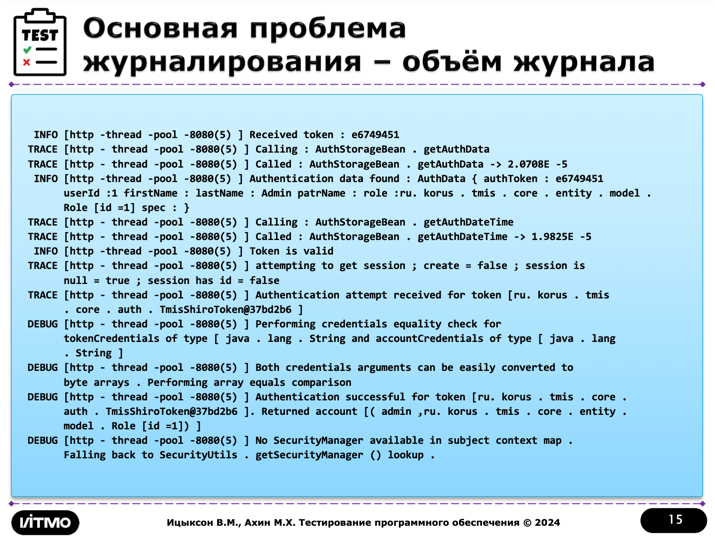 TEST
Основная проблема
журналирования – объём журнала
INFO [http -thread -pool -8080(5) ] Received token : e6749451
TRACE [http - thread -pool -8080(5) ] Calling : AuthStorageBean . getAuthData
TRACE [http - thread -pool -8080(5) ] Called : AuthStorageBean . getAuthData -> 2.0708E -5
INFO [http -thread -pool -8080(5) ] Authentication data found : AuthData { authToken : e6749451
userId :1 firstName : lastName : Admin patrName : role :ru. korus . tmis . core . entity . model .
Role [id =1] spec : }
TRACE [http - thread -pool -8080(5) ] Calling : AuthStorageBean . getAuthDateTime
TRACE [http - thread -pool -8080(5) ] Called : AuthStorageBean . getAuthDateTime -> 1.9825E -5
INFO [http -thread -pool -8080(5) ] Token is valid
TRACE [http - thread -pool -8080(5) ] attempting to get session ; create = false ; session is
null = true ; session has id = false
TRACE [http - thread -pool -8080(5) ] Authentication attempt received for token [ru. korus . tmis
. core . auth . TmisShiroToken@37bd2b6 ]
DEBUG [http - thread -pool -8080(5) ] Performing credentials equality check for
tokenCredentials of type [ java . lang . String and accountCredentials of type [ java . lang
. String ]
DEBUG [http - thread -pool -8080(5) ] Both credentials arguments can be easily converted to
byte arrays . Performing array equals comparison
DEBUG [http - thread -pool -8080(5) ] Authentication successful for token [ru. korus . tmis . core .
auth . TmisShiroToken@37bd2b6 ]. Returned account [( admin ,ru. korus . tmis . core . entity .
model . Role [id =1]) ]
DEBUG [http - thread -pool -8080(5) ] No SecurityManager available in subject context map .
Falling back to SecurityUtils . getSecurityManager () lookup .
ИТМО
Ицыксон В.М., Ахин М.Х. Тестирование программного обеспечения © 2024
15